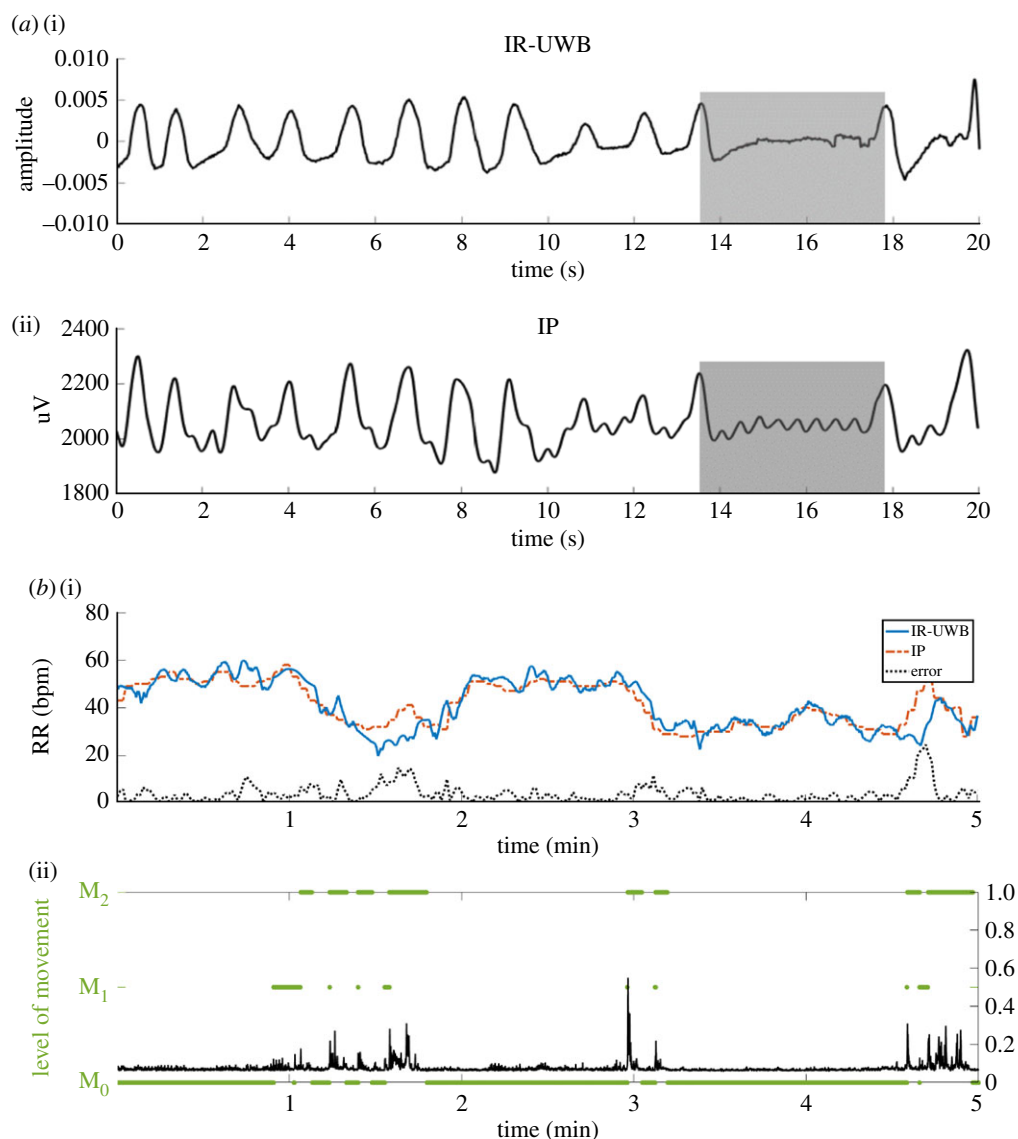 (a) (i)
IR-UWB
0.010
0.005
0
–0.005
–0.010
amplitude
0 2 4 6 8 10 12 14 16 18 20
time (s)
(ii)
IP
2400
2200
2000
1800
uV
0 2 4 6 8 10 12 14 16 18 20
time (s)
(b) (i)
80
60
40
20
0
RR (bpm)
IR-UWB
IP
error
1 2 3 4 5
time (min)
(ii)
M2
M1
M0
level of movement
1.0
0.8
0.6
0.4
0.2
0
1 2 3 4 5
time (min)